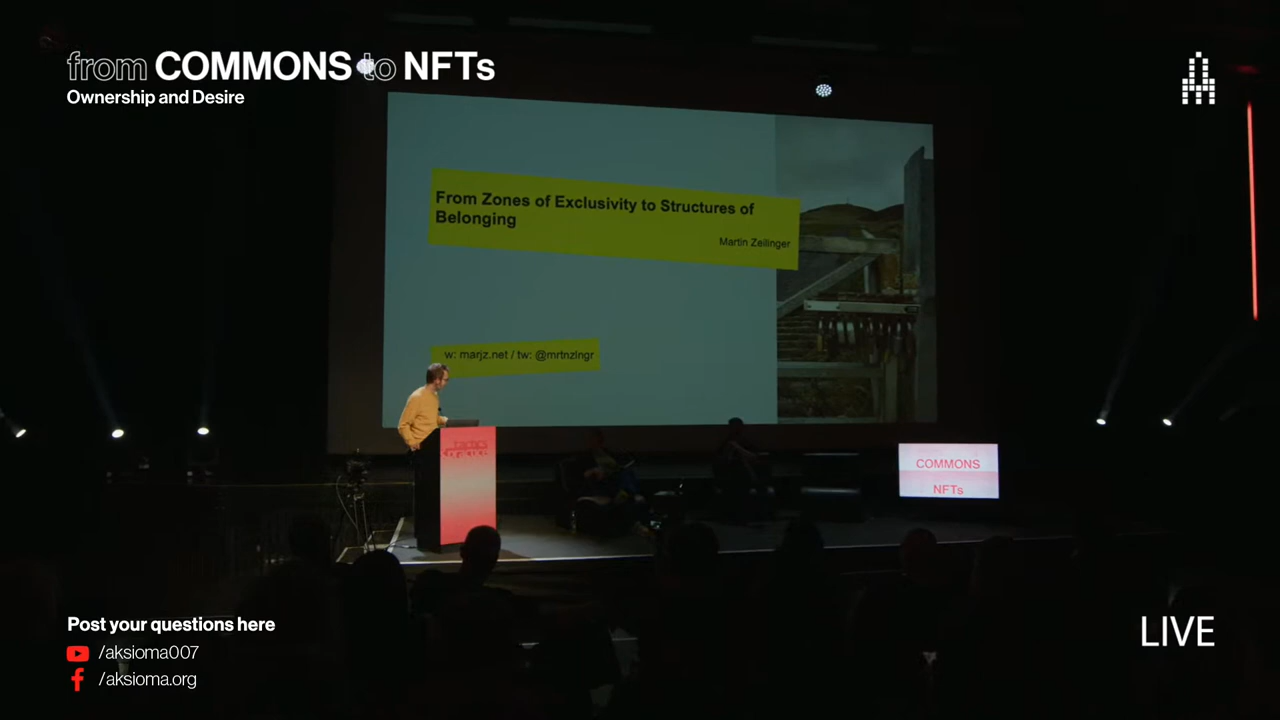 from COMMONS to NFTs
Ownership and Desire
From Zones of Exclusivity to Structures of
Belonging
Martin Zeilinger
w: marjz.net / tw: @mrtnzlngr
COMMONS
NFTs
Post your questions here
/aksioma007
/aksioma.org
LIVE